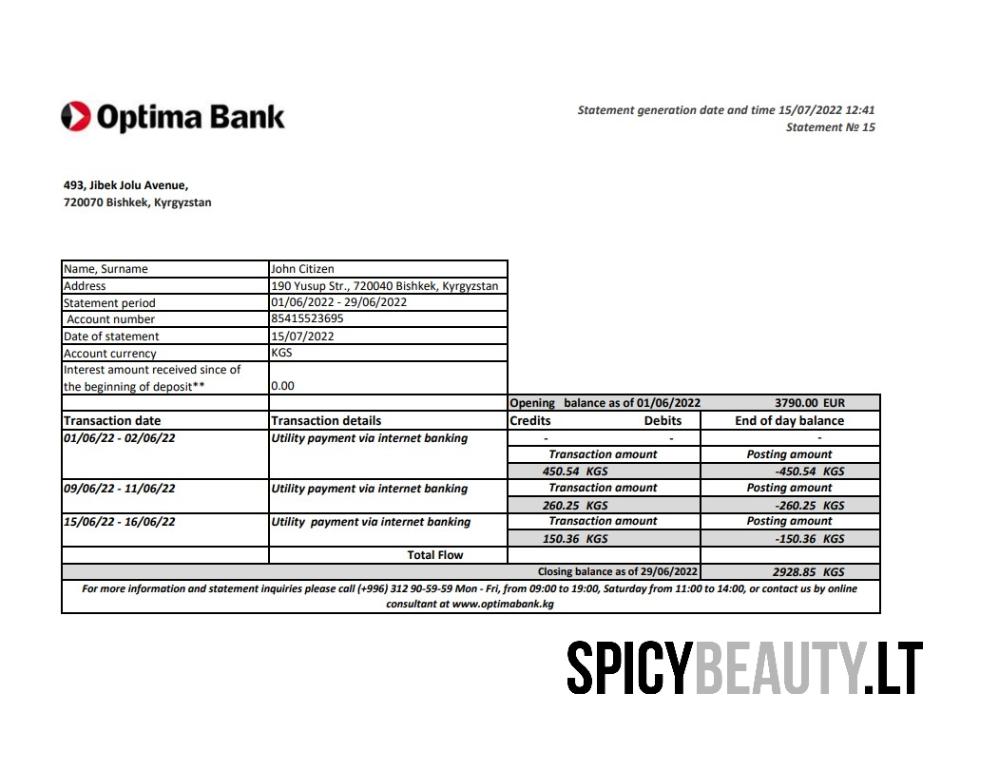 Optima Bank
Statement generation date and time 15/07/2022 12:41
Statement № 15
493, Jibek Jolu Avenue,
720070 Bishkek, Kyrgyzstan
Name, Surname John Citizen
Address 190 Yusup Str., 720040 Bishkek, Kyrgyzstan
Statement period 01/06/2022 - 29/06/2022
Account number 85415523695
Date of statement 15/07/2022
Account currency KGS
Interest amount received since of
the beginning of deposit** 0.00
Opening balance as of 01/06/2022 3790.00 EUR
Transaction date Transaction details Credits Debits End of day balance
01/06/22 - 02/06/22 Utility payment via internet banking - - -
Transaction amount Posting amount
450.54 KGS -450.54 KGS
09/06/22 - 11/06/22 Utility payment via internet banking Transaction amount Posting amount
260.25 KGS -260.25 KGS
15/06/22 - 16/06/22 Utility payment via internet banking Transaction amount Posting amount
150.36 KGS -150.36 KGS
Total Flow
Closing balance as of 29/06/2022 2928.85 KGS
For more information and statement inquiries please call (+996) 312 90-59-59 Mon - Fri, from 09:00 to 19:00, Saturday from 11:00 to 14:00, or contact us by online
consultant at www.optimabank.kg
SPICYBEAUTY.LT